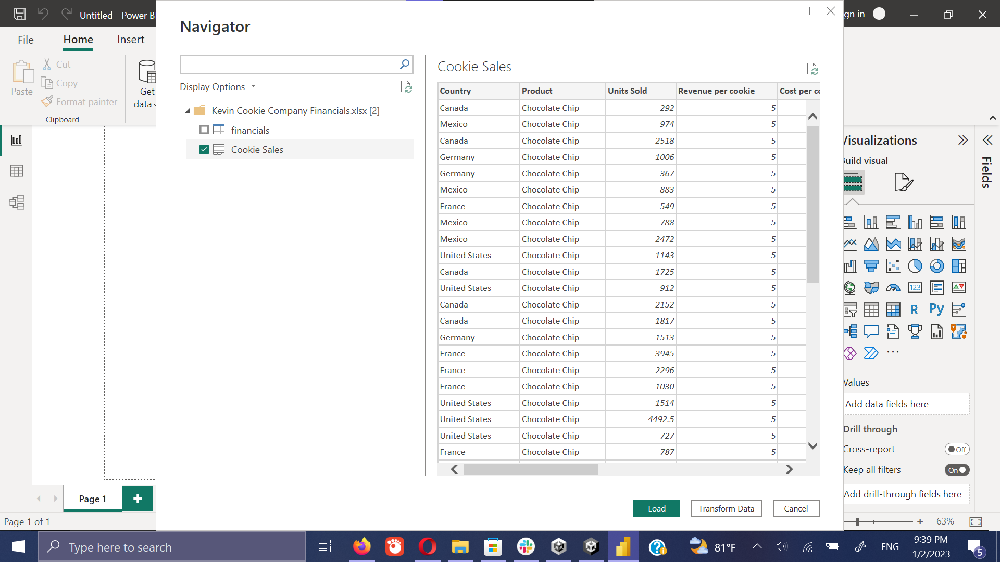 Untitled - Power B
gn in
Navigator
File
Home
Insert
Paste
Cut
Copy
Format painter
Clipboard
Get
data
Display Options
Kevin Cookie Company Financials.xlsx [2]
financials
Cookie Sales
Cookie Sales
Country Product Units Sold Revenue per cookie Cost per co
Canada Chocolate Chip 292 5
Mexico Chocolate Chip 974 5
Canada Chocolate Chip 2518 5
Germany Chocolate Chip 1006 5
Germany Chocolate Chip 367 5
Mexico Chocolate Chip 883 5
France Chocolate Chip 549 5
Mexico Chocolate Chip 788 5
Mexico Chocolate Chip 2472 5
United States Chocolate Chip 1143 5
Canada Chocolate Chip 1725 5
United States Chocolate Chip 912 5
Canada Chocolate Chip 2152 5
Canada Chocolate Chip 1817 5
Germany Chocolate Chip 1513 5
France Chocolate Chip 3945 5
France Chocolate Chip 2296 5
France Chocolate Chip 1030 5
United States Chocolate Chip 1514 5
United States Chocolate Chip 4492.5 5
United States Chocolate Chip 727 5
France Chocolate Chip 787 5
Load
Transform Data
Cancel
Visualizations
Build visual
Fields
123
R
Py
Values
Add data fields here
Drill through
Cross-report
Off
Keep all filters
On
Add drill-through fields here
Page 1
Page 1 of 1
63%
Type here to search
81°F
ENG
9:39 PM
1/2/2023
5